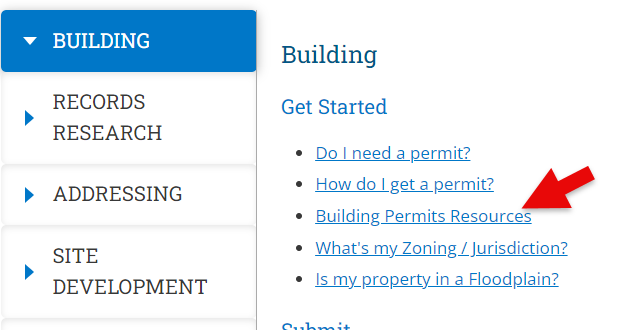 BUILDING
RECORDS
RESEARCH
ADDRESSING
SITE
DEVELOPMENT
Building
Get Started
Do I need a permit?
How do I get a permit?
Building Permits Resources
What's my Zoning / Jurisdiction?
Is my property in a Floodplain?
Submit